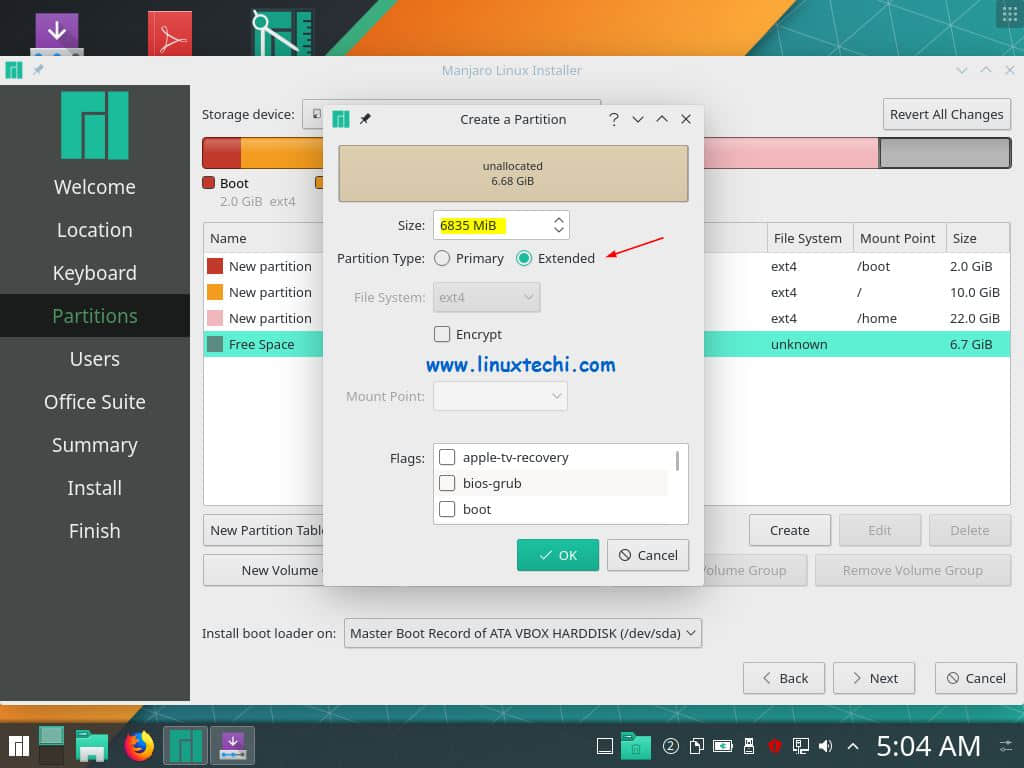 Manjaro Linux Installer
Welcome
Location
Keyboard
Partitions
Users
Office Suite
Summary
Install
Finish
Storage device:
Revert All Changes
Boot
2.0 GiB ext4
Name File System Mount Point Size
New partition ext4 /boot 2.0 GiB
New partition ext4 / 10.0 GiB
New partition ext4 /home 22.0 GiB
Free Space unknown 6.7 GiB
Create a Partition
?
unallocated
6.68 GiB
Size: 6835 MiB
Partition Type: Primary Extended
File System: ext4
Encrypt
www.linuxtechi.com
Mount Point:
Flags: apple-tv-recovery
bios-grub
boot
OK Cancel
New Partition Table Create Edit Delete
New Volume Volume Group Remove Volume Group
Install boot loader on: Master Boot Record of ATA VBOX HARDDISK (/dev/sda)
Back Next Cancel
2 5:04 AM